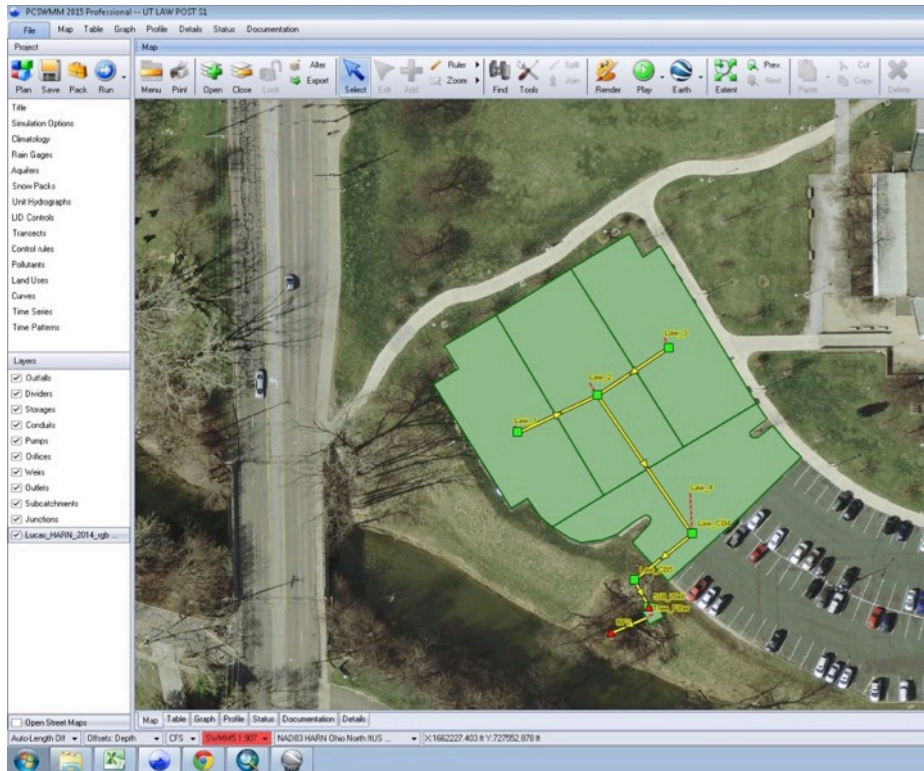 PCSWMM 2015 Professional -- UT LAW POST S1
File Map Table Graph Profile Details Status Documentation
Project
Map
Plan Save Pack Run
Menu Print Open Close Lock Alter Export Select Edit Add Ruler Zoom Split Join Find Tools Render Play Earth Extent Prev. Next Paste Cut Copy Delete
Title
Simulation Options
Climatology
Rain Gages
Aquifers
Snow Packs
Unit Hydrographs
LID Controls
Transects
Control rules
Pollutants
Land Uses
Curves
Time Series
Time Patterns
Layers
Outfalls
Dividers
Storages
Conduits
Pumps
Orifices
Weirs
Outlets
Subcatchments
Junctions
Lucas_HARN_2014_rgb ...
Law_3
Law_2
Law_1
Law_4
Law_CB4
Tree_Filter
Open Street Maps
Map Table Graph Profile Status Documentation Details
Auto-Length: Off Offsets: Depth CFS SWMM5.1.907 NAD83 HARN Ohio North ftUS ... X:1662227.403 ft Y:727552.878 ft